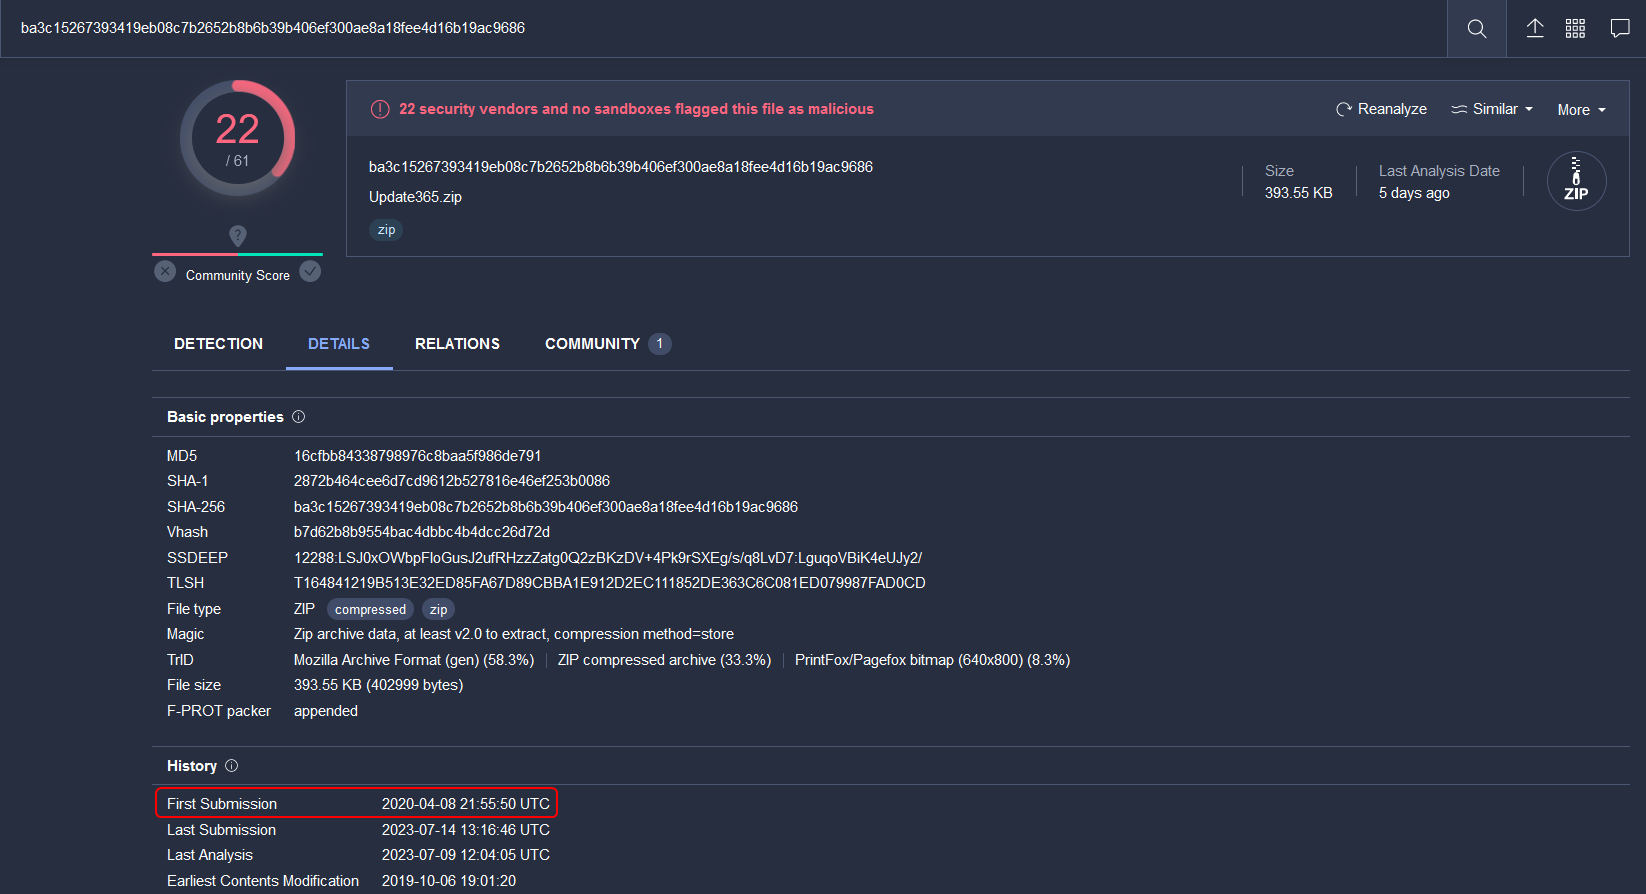 ba3c15267393419eb08c7b2652b8b6b39b406ef300ae8a18fee4d16b19ac9686
22
/ 61
?
Community Score
22 security vendors and no sandboxes flagged this file as malicious
Reanalyze Similar More
ba3c15267393419eb08c7b2652b8b6b39b406ef300ae8a18fee4d16b19ac9686
Update365.zip
zip
Size
393.55 KB
Last Analysis Date
5 days ago
ZIP
DETECTION DETAILS RELATIONS COMMUNITY 1
Basic properties
MD5 16cfbb84338798976c8baa5f986de791
SHA-1 2872b464cee6d7cd9612b527816e46ef253b0086
SHA-256 ba3c15267393419eb08c7b2652b8b6b39b406ef300ae8a18fee4d16b19ac9686
Vhash b7d62b8b9554bac4dbbc4b4dcc26d72d
SSDEEP 12288:LSJ0xOWbpFloGusJ2ufRHzzZatg0Q2zBKzDV+4Pk9rSXEg/s/q8LvD7:LguqoVBiK4eUJy2/
TLSH T164841219B513E32ED85FA67D89CBBA1E912D2EC111852DE363C6C081ED079987FAD0CD
File type ZIP compressed zip
Magic Zip archive data, at least v2.0 to extract, compression method=store
TrID Mozilla Archive Format (gen) (58.3%) ZIP compressed archive (33.3%) PrintFox/Pagefox bitmap (640x800) (8.3%)
File size 393.55 KB (402999 bytes)
F-PROT packer appended
History
First Submission 2020-04-08 21:55:50 UTC
Last Submission 2023-07-14 13:16:46 UTC
Last Analysis 2023-07-09 12:04:05 UTC
Earliest Contents Modification 2019-10-06 19:01:20